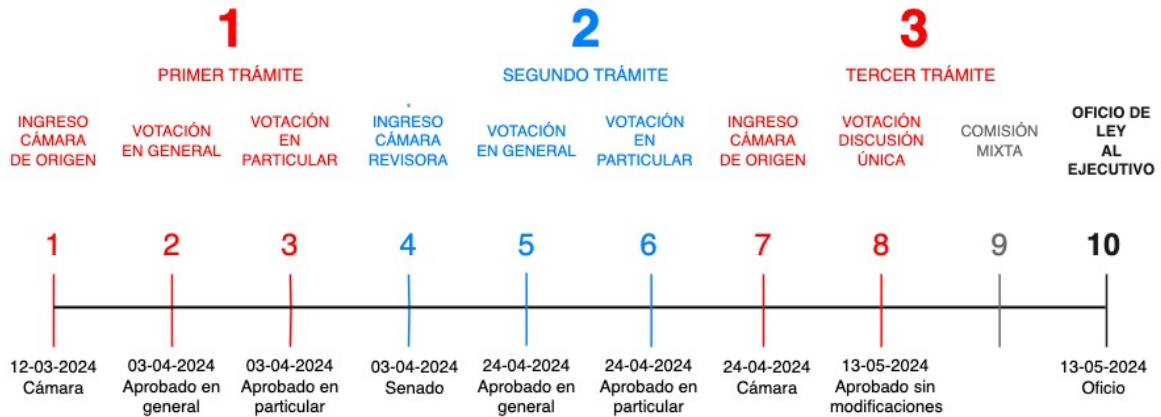 1
2
3
PRIMER TRÁMITE
SEGUNDO TRÁMITE
TERCER TRÁMITE
INGRESO
CÁMARA
DE ORIGEN
VOTACIÓN
EN GENERAL
VOTACIÓN
EN
PARTICULAR
INGRESO
CÁMARA
REVISORA
VOTACIÓN
EN GENERAL
VOTACIÓN
EN
PARTICULAR
INGRESO
CÁMARA
DE ORIGEN
VOTACIÓN
DISCUSIÓN
ÚNICA
COMISIÓN
MIXTA
OFICIO DE
LEY
AL
EJECUTIVO
1
2
3
4
5
6
7
8
9
10
12-03-2024
Cámara
03-04-2024
Aprobado en
general
03-04-2024
Aprobado en
particular
03-04-2024
Senado
24-04-2024
Aprobado en
general
24-04-2024
Aprobado en
particular
24-04-2024
Cámara
13-05-2024
Aprobado sin
modificaciones
13-05-2024
Oficio